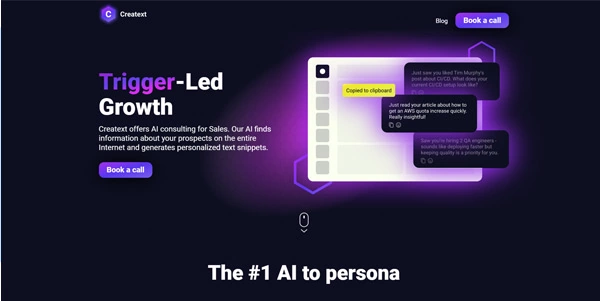 C Creatext
Blog
Book a call
Trigger-Led
Growth
Creatext offers AI consulting for Sales. Our AI finds
information about your prospects on the entire
Internet and generates personalized text snippets.
Book a call
Copied to clipboard
Just saw you liked Tim Murphy's
post about CI/CD. What does your
current CI/CD setup look like?
Just read your article about how to
get an AWS quota increase quickly.
Really insightful!
Saw you're hiring 2 QA engineers
sounds like deploying faster but
keeping quality is a priority for you.
The #1 AI to persona